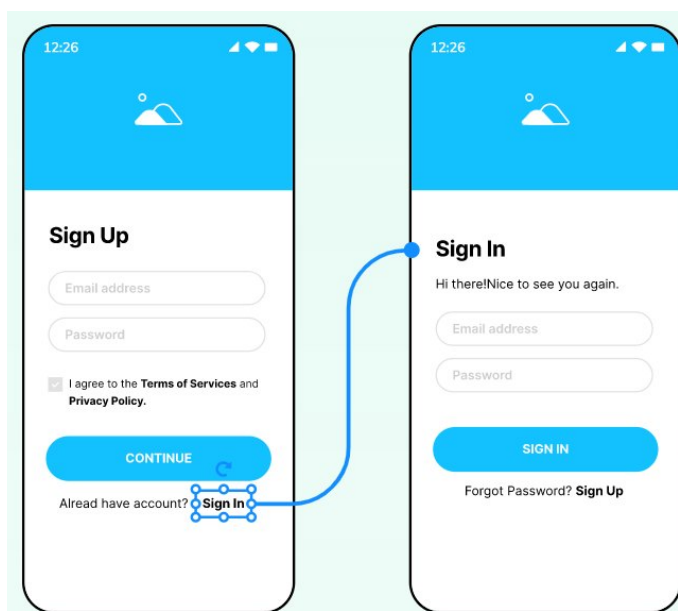 12:26
Sign Up
Email address
Password
I agree to the Terms of Services and
Privacy Policy.
CONTINUE
Alread have account? Sign In
12:26
Sign In
Hi there!Nice to see you again.
Email address
Password
SIGN IN
Forgot Password? Sign Up